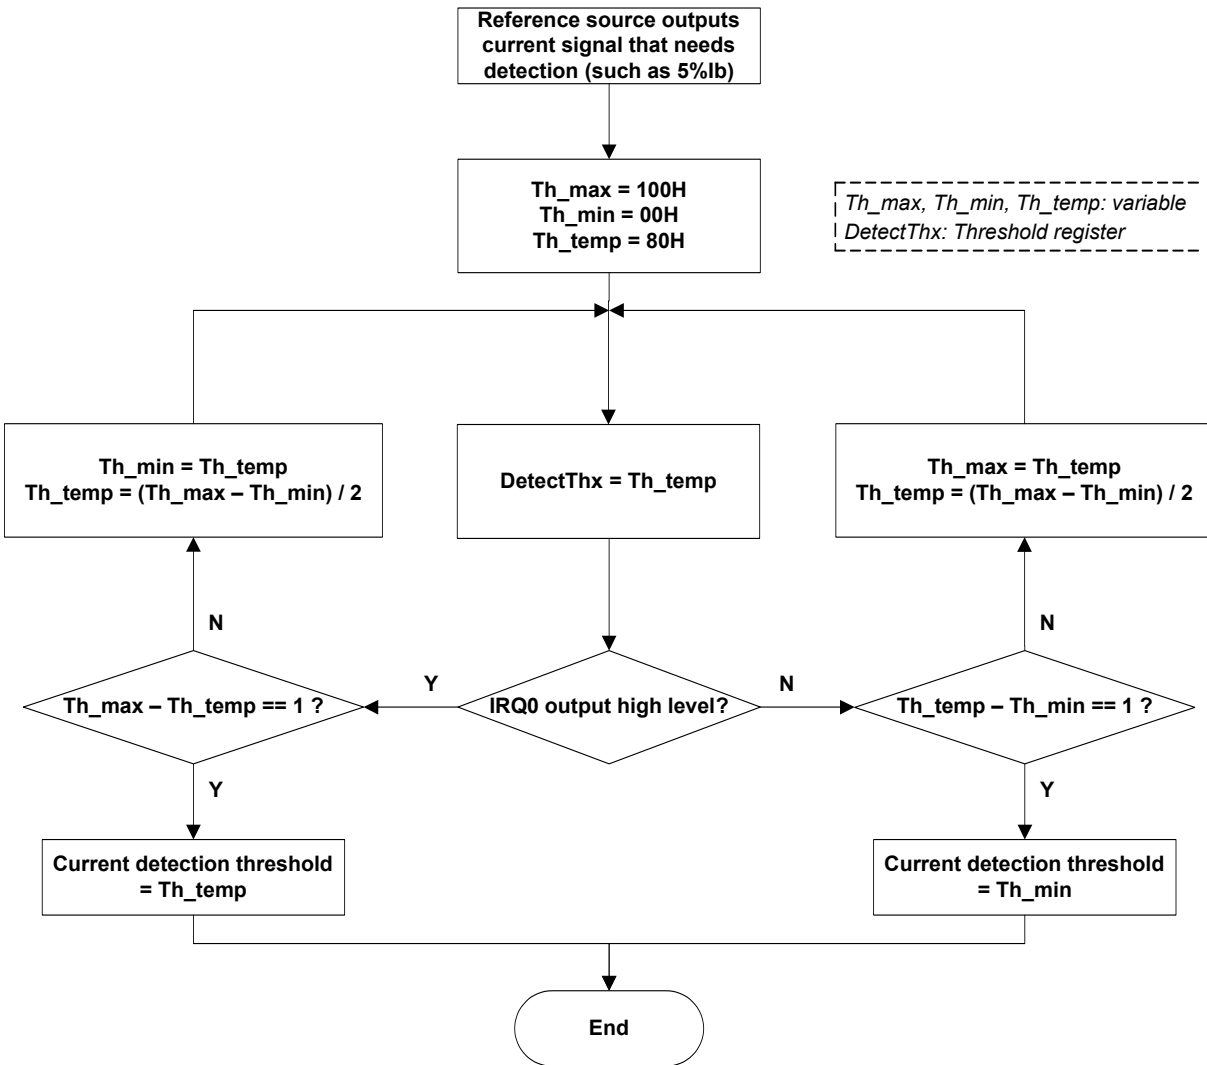 Reference source outputs
current signal that needs
detection (such as 5%Ib)
Th_max = 100H
Th_min = 00H
Th_temp = 80H
Th_max, Th_min, Th_temp: variable
DetectThx: Threshold register
Th_min = Th_temp
Th_temp = (Th_max – Th_min) / 2
DetectThx = Th_temp
Th_max = Th_temp
Th_temp = (Th_max – Th_min) / 2
N
N
Th_max – Th_temp == 1 ?
Y
IRQ0 output high level?
N
Th_temp – Th_min == 1 ?
Y
Y
Current detection threshold
= Th_temp
Current detection threshold
= Th_min
End